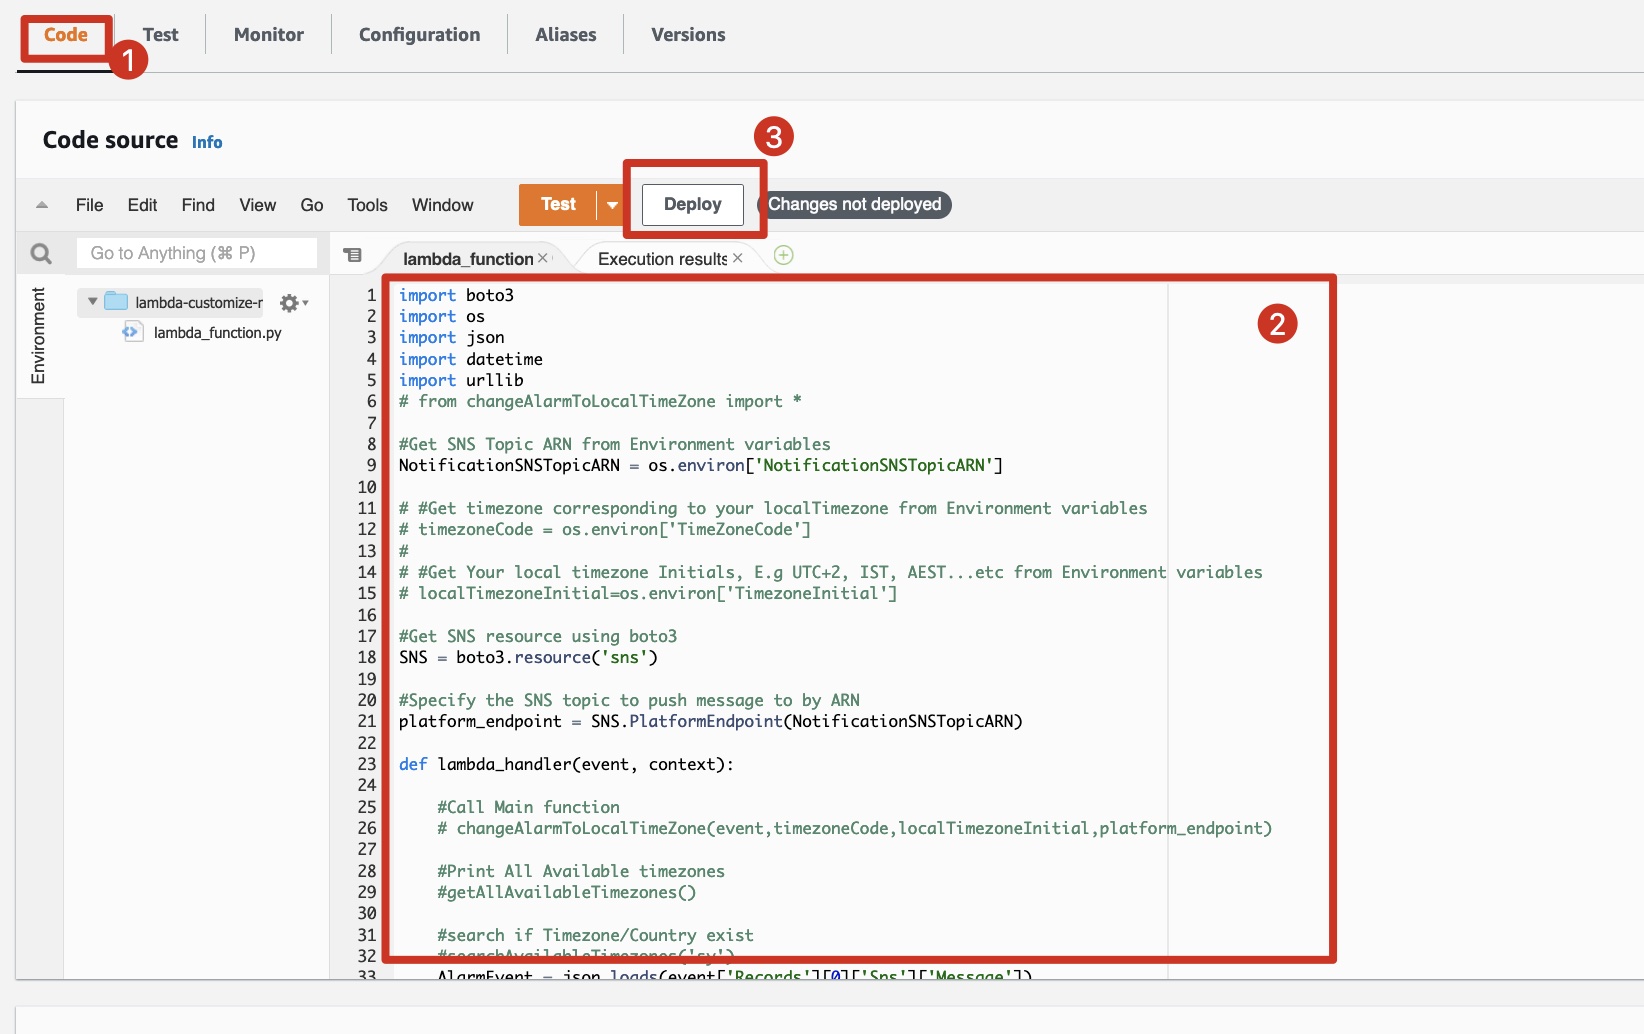 Code Test Monitor Configuration Aliases Versions
1
Code source Info
3
File Edit Find View Go Tools Window Test Deploy Changes not deployed
Go to Anything (⌘ P)
lambda_function × Execution results ×
Environment
lambda-customize-r
lambda_function.py
2
1 import boto3
2 import os
3 import json
4 import datetime
5 import urllib
6 # from changeAlarmToLocalTimeZone import *
7
8 #Get SNS Topic ARN from Environment variables
9 NotificationSNSTopicARN = os.environ['NotificationSNSTopicARN']
10
11 # #Get timezone corresponding to your localTimezone from Environment variables
12 # timezoneCode = os.environ['TimeZoneCode']
13 #
14 # #Get Your local timezone Initials, E.g UTC+2, IST, AEST...etc from Environment variables
15 # localTimezoneInitial=os.environ['TimezoneInitial']
16
17 #Get SNS resource using boto3
18 SNS = boto3.resource('sns')
19
20 #Specify the SNS topic to push message to by ARN
21 platform_endpoint = SNS.PlatformEndpoint(NotificationSNSTopicARN)
22
23 def lambda_handler(event, context):
24
25 #Call Main function
26 # changeAlarmToLocalTimeZone(event,timezoneCode,localTimezoneInitial,platform_endpoint)
27
28 #Print All Available timezones
29 #getAllAvailableTimezones()
30
31 #search if Timezone/Country exist
32 #searchAvailableTimezones('sy')
33 AlarmEvent = json.loads(event['Records'][0]['Sns']['Message'])